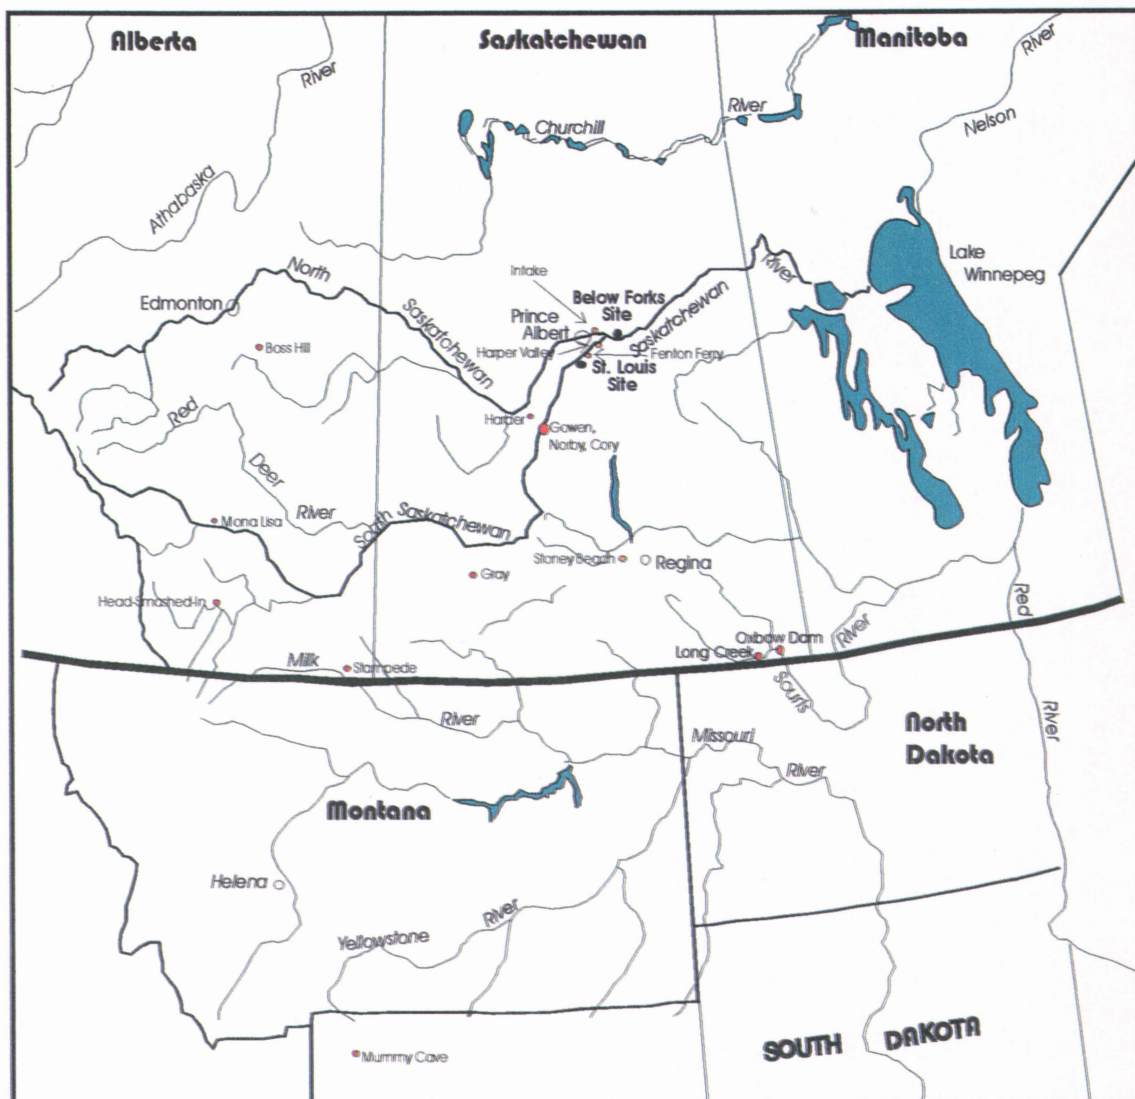 Alberta
Saskatchewan
Manitoba
River
River
River
Churchill
Nelson
Athabaska
Lake
Winnepeg
North
Intake
River
Edmonton
Saskatchewan
Below Forks
Site
Saskatchewan
Prince
Albert
Harper Valley
Fenton Ferry
Boss Hill
St. Louis
Site
Red
Harper
Gowen,
Norby, Cory
Deer
River
Mona Lisa
South
Saskatchewan
Stoney Beach
Regina
Gray
Head-Smashed-In
Red
River
Oxbow Dam
Long Creek
Milk
Stampede
Souris
River
River
North
Dakota
Missouri
River
Montana
Helena
River
Yellowstone
SOUTH DAKOTA
Mummy Cave